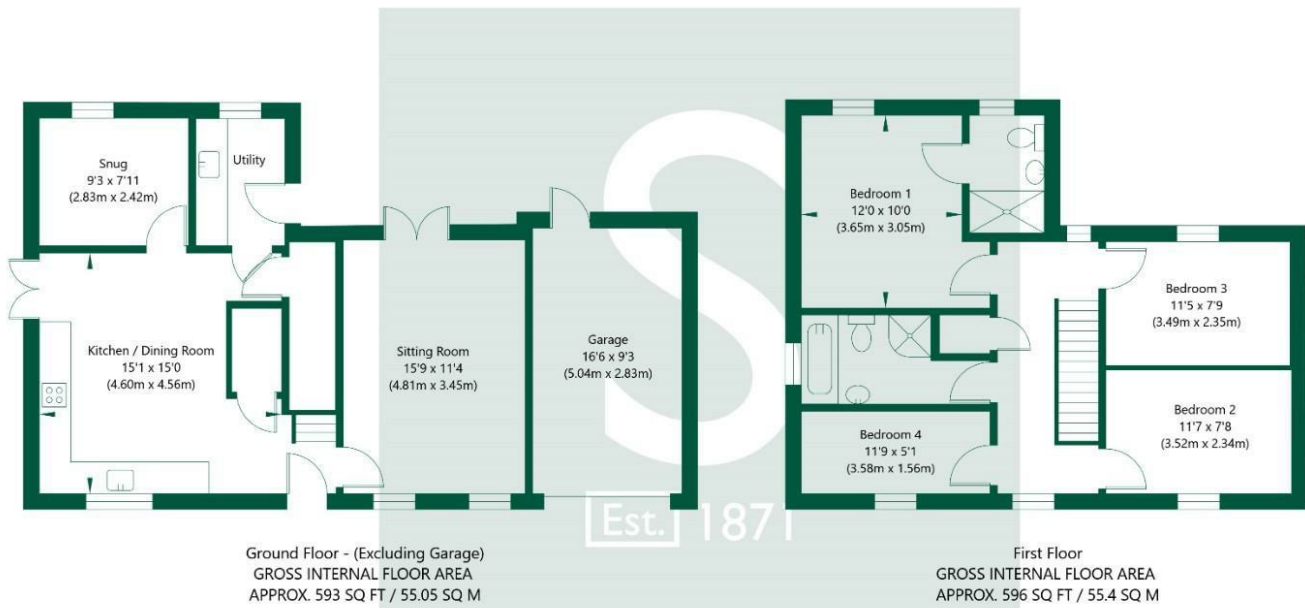 Snug
9'3 x 7'11
(2.83m x 2.42m)
Utility
Kitchen / Dining Room
15'1 x 15'0
(4.60m x 4.56m)
Sitting Room
15'9 x 11'4
(4.81m x 3.45m)
Garage
16'6 x 9'3
(5.04m x 2.83m)
Bedroom 1
12'0 x 10'0
(3.65m x 3.05m)
Bedroom 3
11'5 x 7'9
(3.49m x 2.35m)
Bedroom 2
11'7 x 7'8
(3.52m x 2.34m)
Bedroom 4
11'9 x 5'1
(3.58m x 1.56m)
S
Est. 1871
Ground Floor - (Excluding Garage)
GROSS INTERNAL FLOOR AREA
APPROX. 593 SQ FT / 55.05 SQ M
First Floor
GROSS INTERNAL FLOOR AREA
APPROX. 596 SQ FT / 55.4 SQ M